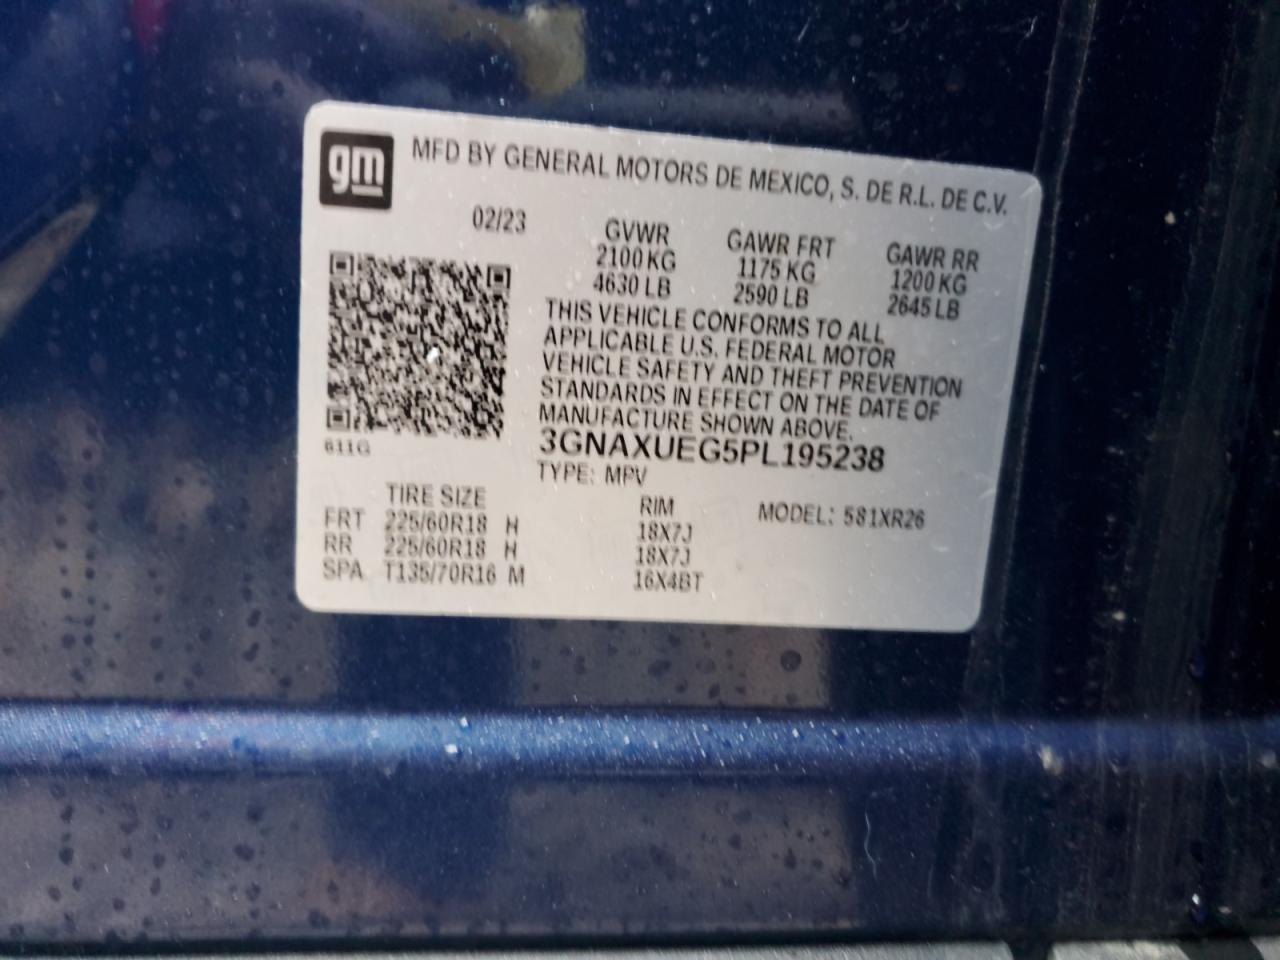 gm
MFD BY GENERAL MOTORS DE MEXICO, S. DE R.L. DE C.V.
02/23 GVWR GAWR FRT GAWR RR
2100 KG 1175 KG 1200 KG
4630 LB 2590 LB 2645 LB
THIS VEHICLE CONFORMS TO ALL
APPLICABLE U.S. FEDERAL MOTOR
VEHICLE SAFETY AND THEFT PREVENTION
STANDARDS IN EFFECT ON THE DATE OF
MANUFACTURE SHOWN ABOVE.
611G
3GNAXUEG5PL195238
TYPE: MPV
TIRE SIZE RIM MODEL: 581XR26
FRT 225/60R18 H 18X7J
RR 225/60R18 H 18X7J
SPA T135/70R16 M 16X4BT